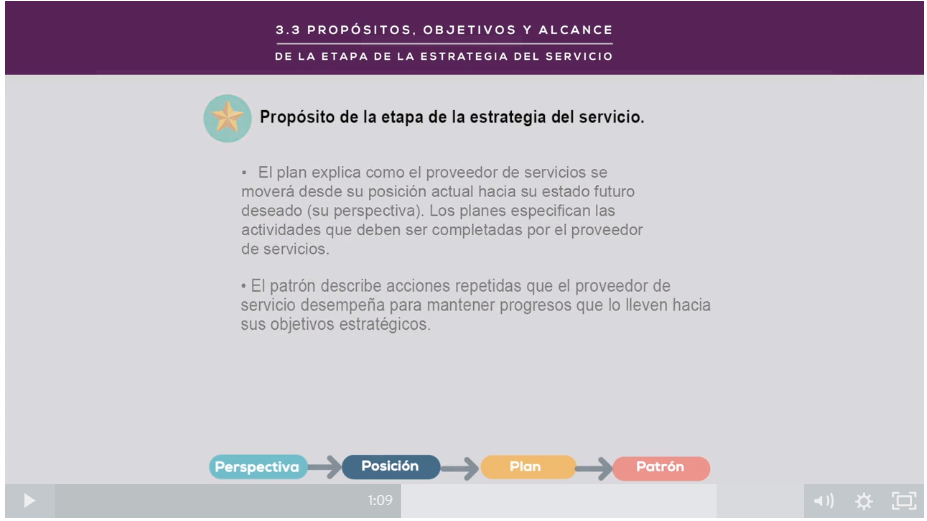 3.3 PROPÓSITOS, OBJETIVOS Y ALCANCE
DE LA ETAPA DE LA ESTRATEGIA DEL SERVICIO
Propósito de la etapa de la estrategia del servicio.
• El plan explica como el proveedor de servicios se
moverá desde su posición actual hacia su estado futuro
deseado (su perspectiva). Los planes especifican las
actividades que deben ser completadas por el proveedor
de servicios.
• El patrón describe acciones repetidas que el proveedor de
servicio desempeña para mantener progresos que lo lleven hacia
sus objetivos estratégicos.
Perspectiva Posición Plan Patrón
1:09